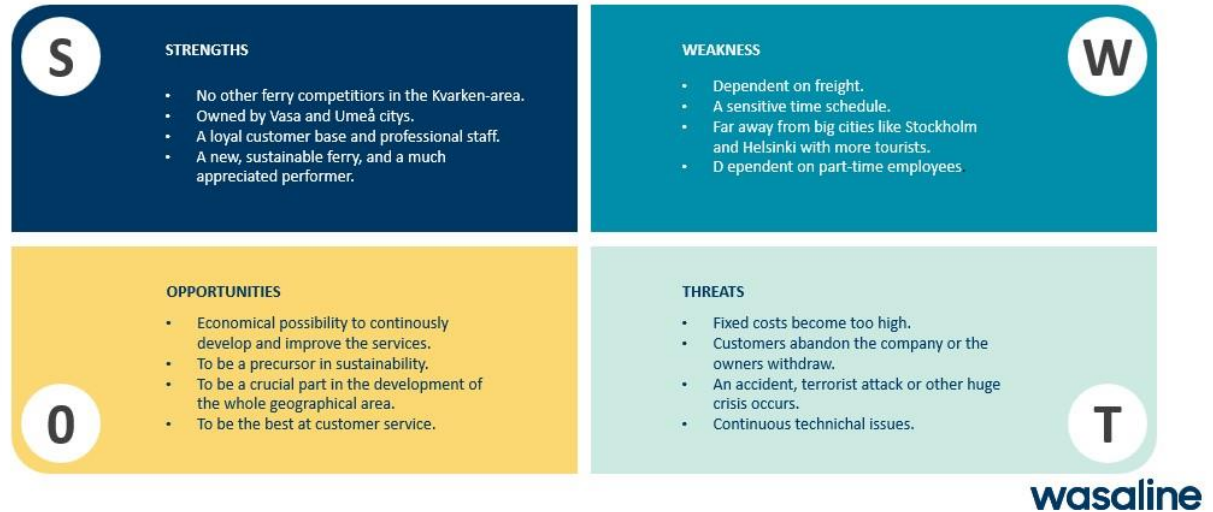 S
STRENGTHS
• No other ferry competitiors in the Kvarken-area.
• Owned by Vasa and Umeå citys.
• A loyal customer base and professional staff.
• A new, sustainable ferry, and a much
appreciated performer.
W
WEAKNESS
• Dependent on freight.
• A sensitive time schedule.
• Far away from big cities like Stockholm
and Helsinki with more tourists.
• D ependent on part-time employees.
O
OPPORTUNITIES
• Economical possibility to continously
develop and improve the services.
• To be a precursor in sustainability.
• To be a crucial part in the development of
the whole geographical area.
• To be the best at customer service.
T
THREATS
• Fixed costs become too high.
• Customers abandon the company or the
owners withdraw.
• An accident, terrorist attack or other huge
crisis occurs.
• Continuous technichal issues.
wasaline